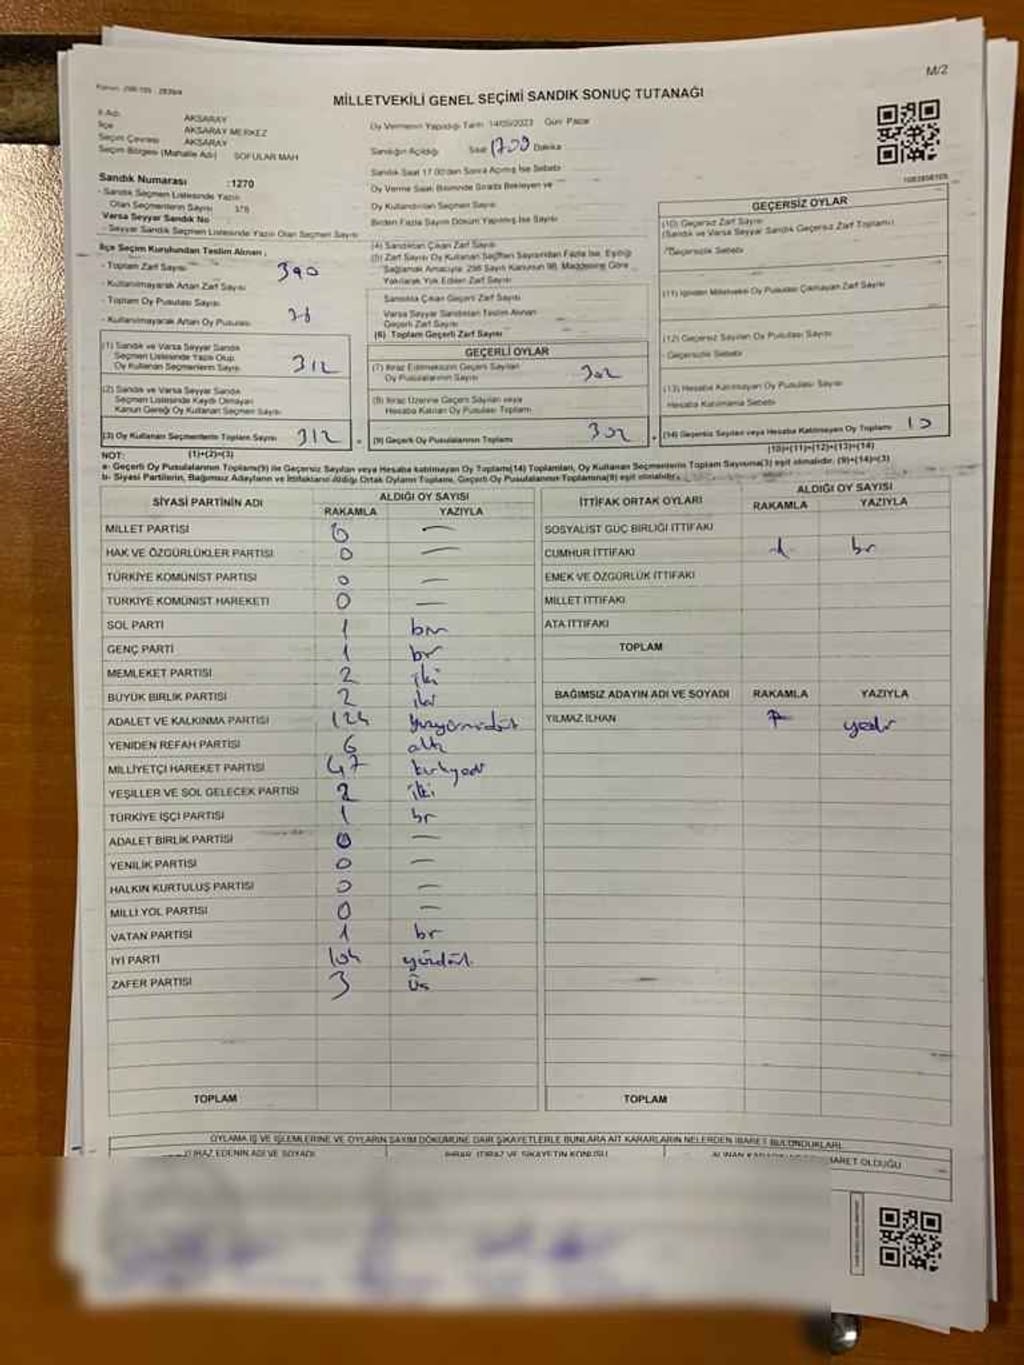 M/2
MİLLETVEKİLİ GENEL SEÇİMİ SANDIK SONUÇ TUTANAĞI
İl Adı AKSARAY
İlçe AKSARAY MERKEZ
Seçim Çevresi AKSARAY
Seçim Bölgesi (Mahalle Adı) SOFULAR MAH
Sandık Numarası :1270
- Sandık Seçmen Listesinde Yazılı
Olan Seçmenlerin Sayısı 378
Varsa Seyyar Sandık No
- Seyyar Sandık Seçmen Listesinde Yazılı Olan Seçmen Sayısı
İlçe Seçim Kurulundan Teslim Alınan :
- Toplam Zarf Sayısı 390
- Kullanılmayarak Artan Zarf Sayısı
- Toplam Oy Pusulası Sayısı
- Kullanılmayarak Artan Oy Pusulası
(1) Sandık ve Varsa Seyyar Sandık
Seçmen Listesinde Yazılı Olup
Oy Kullanan Seçmenlerin Sayısı 312
(2) Sandık ve Varsa Seyyar Sandık
Seçmen Listesinde Kaydı Olmayan
Kanun Gereği Oy Kullanan Seçmen Sayısı
(3) Oy Kullanan Seçmenlerin Toplam Sayısı 312
(1)+(2)=(3)
Oy Vermenin Yapıldığı Tarih 14/05/2023 Gün Pazar
Sandığın Açıldığı Saat Dakika
Sandık Saat 17.00'den Sonra Açılmış İse Sebebi
Oy Verme Saati Bitiminde Sırada Bekleyen ve
Oy Kullandırılan Seçmen Sayısı
Birden Fazla Sayım Döküm Yapılmış İse Sayısı
(4) Sandıktan Çıkan Zarf Sayısı
(5) Zarf Sayısı Oy Kullanan Seçmen Sayısından Fazla İse, Eşitliği
Sağlamak Amacıyla, 298 Sayılı Kanunun 98. Maddesine Göre
Yakılarak Yok Edilen Zarf Sayısı
Sandıkta Çıkan Geçerli Zarf Sayısı
Varsa Seyyar Sandıktan Teslim Alınan
Geçerli Zarf Sayısı
(6) Toplam Geçerli Zarf Sayısı
GEÇERLİ OYLAR
(7) İtiraz Edilmeksizin Geçerli Sayılan
Oy Pusulalarının Sayısı 302
(8) İtiraz Üzerine Geçerli Sayılan veya
Hesaba Katılan Oy Pusulası Toplamı
(9) Geçerli Oy Pusulalarının Toplamı 302
GEÇERSİZ OYLAR
(10) Geçersiz Zarf Sayısı
(Sandık ve Varsa Seyyar Sandık Geçersiz Zarf Toplamı)
Geçersizlik Sebebi
(11) İçinden Milletvekili Oy Pusulası Çıkmayan Zarf Sayısı
(12) Geçersiz Sayılan Oy Pusulası Sayısı
Geçersizlik Sebebi
(13) Hesaba Katılmayan Oy Pusulası Sayısı
Hesaba Katılmama Sebebi
(14) Geçersiz Sayılan veya Hesaba Katılmayan Oy Toplamı 10
(10)+(11)+(12)+(13)=(14)
NOT:
a- Geçerli Oy Pusulalarının Toplamı(9) ile Geçersiz Sayılan veya Hesaba katılmayan Oy Toplamı(14) Toplamları, Oy Kullanan Seçmenlerin Toplam Sayısına(3) eşit olmalıdır. (9)+(14)=(3)
b- Siyasi Partilerin, Bağımsız Adayların ve İttifakların Aldığı Oyların Toplamı, Geçerli Oy Pusulalarının Toplamına(9) eşit olmalıdır.
SİYASİ PARTİNİN ADI ALDIĞI OY SAYISI
RAKAMLA YAZIYLA
MİLLET PARTİSİ 0 —
HAK VE ÖZGÜRLÜKLER PARTİSİ 0 —
TÜRKİYE KOMÜNİST PARTİSİ 0 —
TÜRKİYE KOMÜNİST HAREKETİ 0 —
SOL PARTİ 1 bir
GENÇ PARTİ 1 bir
MEMLEKET PARTİSİ 2 iki
BÜYÜK BİRLİK PARTİSİ 2 iki
ADALET VE KALKINMA PARTİSİ 124 yüzyirmidört
YENİDEN REFAH PARTİSİ 6 altı
MİLLİYETÇİ HAREKET PARTİSİ 47 kırkyedi
YEŞİLLER VE SOL GELECEK PARTİSİ 2 iki
TÜRKİYE İŞÇİ PARTİSİ 1 bir
ADALET BİRLİK PARTİSİ 0 —
YENİLİK PARTİSİ 0 —
HALKIN KURTULUŞ PARTİSİ 0 —
MİLLİ YOL PARTİSİ 0 —
VATAN PARTİSİ 1 bir
İYİ PARTİ 104 yüzdört
ZAFER PARTİSİ 3 üç
TOPLAM
İTTİFAK ORTAK OYLARI ALDIĞI OY SAYISI
RAKAMLA YAZIYLA
SOSYALİST GÜÇ BİRLİĞİ İTTİFAKI
CUMHUR İTTİFAKI 1 bir
EMEK VE ÖZGÜRLÜK İTTİFAKI
MİLLET İTTİFAKI
ATA İTTİFAKI
TOPLAM
BAĞIMSIZ ADAYIN ADI VE SOYADI RAKAMLA YAZIYLA
YILMAZ İLHAN 7 yedi
TOPLAM
OYLAMA İŞ VE İŞLEMLERİNE VE OYLARIN SAYIM DÖKÜMÜNE DAİR ŞİKAYETLERLE BUNLARA AİT KARARLARIN NELERDEN İBARET BULUNDUKLARI
İTİRAZ EDENİN ADI VE SOYADI İHBAR, İTİRAZ VE ŞİKAYETİN KONUSU